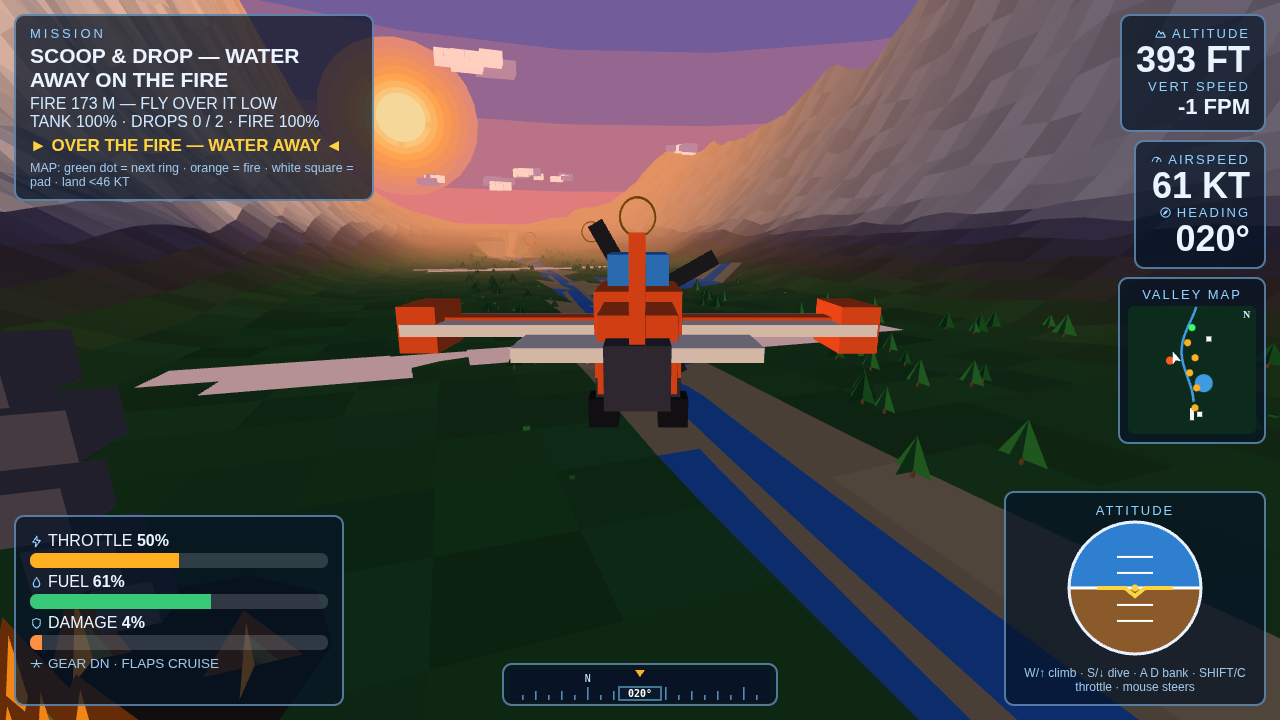 MISSION
SCOOP & DROP — WATER
AWAY ON THE FIRE
FIRE 173 M — FLY OVER IT LOW
TANK 100% · DROPS 0 / 2 · FIRE 100%
► OVER THE FIRE — WATER AWAY ◄
MAP: green dot = next ring · orange = fire · white square =
pad · land <46 KT
ALTITUDE
393 FT
VERT SPEED
-1 FPM
AIRSPEED
61 KT
HEADING
020°
VALLEY MAP
N
THROTTLE 50%
FUEL 61%
DAMAGE 4%
GEAR DN · FLAPS CRUISE
N
020°
ATTITUDE
W/↑ climb · S/↓ dive · A D bank · SHIFT/C
throttle · mouse steers